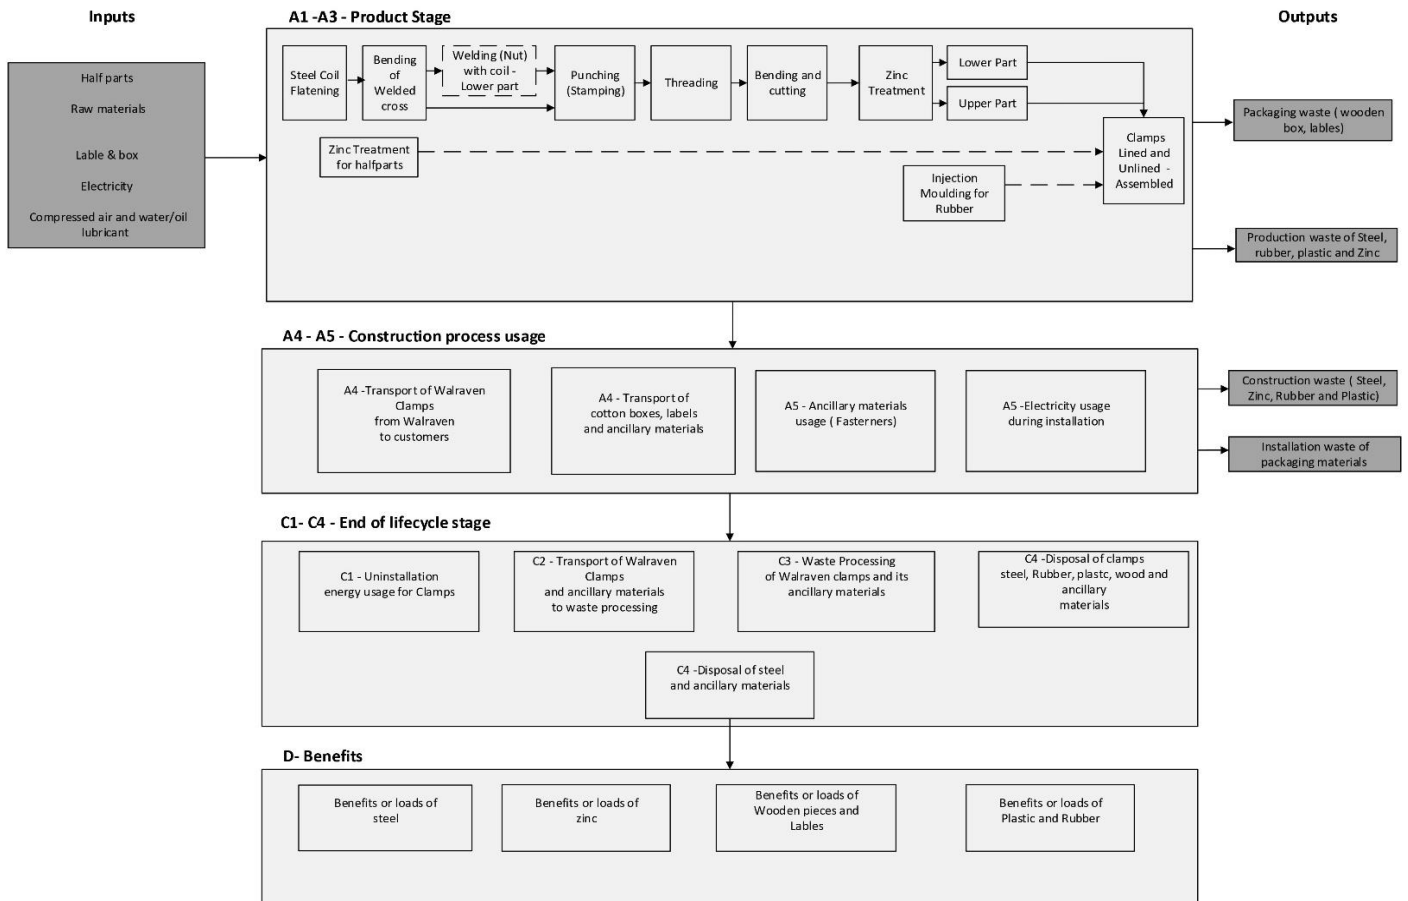 Inputs
A1 -A3 - Product Stage
Outputs
Half parts
Raw materials
Lable & box
Electricity
Compressed air and water/oil
lubricant
Steel Coil
Flatening
Bending
of
Welded
cross
Welding (Nut)
with coil -
Lower part
Punching
(Stamping)
Threading
Bending and
cutting
Zinc
Treatment
Lower Part
Upper Part
Zinc Treatment
for halfparts
Injection
Moulding for
Rubber
Clamps
Lined and
Unlined -
Assembled
Packaging waste ( wooden
box, lables)
Production waste of Steel,
rubber, plastic and Zinc
A4 - A5 - Construction process usage
A4 -Transport of Walraven
Clamps
from Walraven
to customers
A4 - Transport of
cotton boxes, labels
and ancillary materials
A5 - Ancillary materials
usage ( Fasterners)
A5 -Electricity usage
during installation
Construction waste ( Steel,
Zinc, Rubber and Plastic)
Installation waste of
packaging materials
C1- C4 - End of lifecycle stage
C1 - Uninstallation
energy usage for Clamps
C2 - Transport of Walraven
Clamps
and ancillary materials
to waste processing
C3 - Waste Processing
of Walraven clamps and its
ancillary materials
C4 -Disposal of clamps
steel, Rubber, plastc, wood and
ancillary
materials
C4 -Disposal of steel
and ancillary materials
D- Benefits
Benefits or loads of
steel
Benefits or loads of
zinc
Benefits or loads of
Wooden pieces and
Lables
Benefits or loads of
Plastic and Rubber